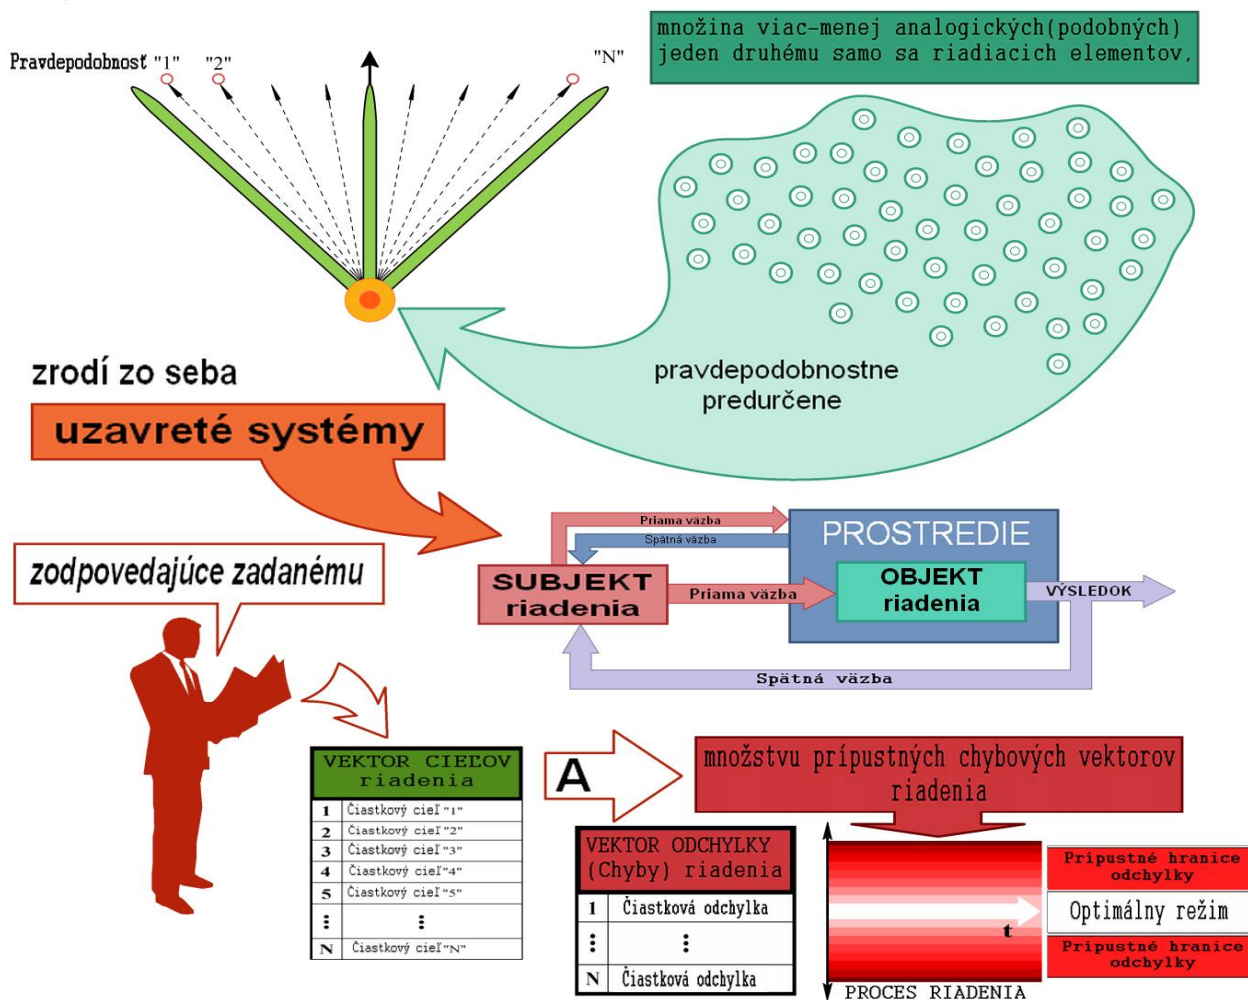 množina viac-menej analogických(podobných)
jeden druhému samo sa riadiacich elementov.
Pravdepodobnosť "1" "2" "N"
pravdepodobnostne
predurčene
zrodí zo seba
uzavreté systémy
zodpovedajúce zadanému
Priama väzba
Spätná väzba
PROSTREDIE
SUBJEKT
riadenia
Priama väzba
OBJEKT
riadenia
VÝSLEDOK
Spätná väzba
VEKTOR CIEĽOV
riadenia
1 Čiastkový cieľ "1"
2 Čiastkový cieľ "2"
3 Čiastkový cieľ "3"
4 Čiastkový cieľ "4"
5 Čiastkový cieľ "5"
⋮ ⋮
N Čiastkový cieľ "N"
A
množstvu prípustných chybových vektorov
riadenia
VEKTOR ODCHYLKY
(Chyby) riadenia
1 Čiastková odchylka
⋮ ⋮
N Čiastková odchylka
t
PROCES RIADENIA
Prípustné hranice
odchylky
Optimálny režim
Prípustné hranice
odchylky